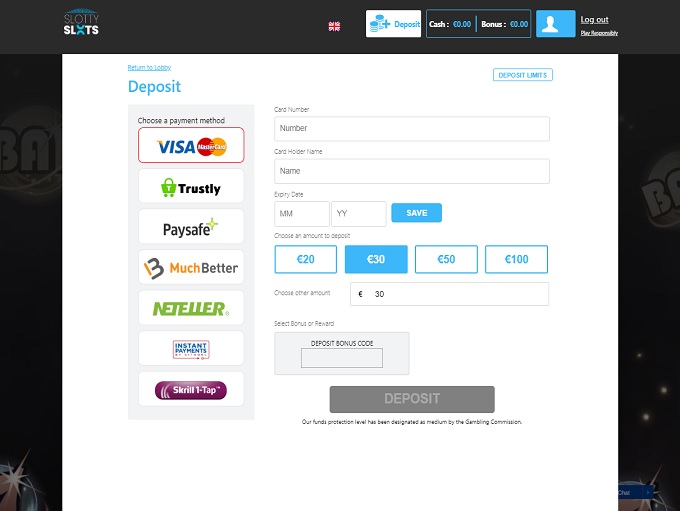 SLOTTY
SLOTS
Deposit
Cash : €0.00
Bonus : €0.00
Log out
Play Responsibly
Return to Lobby
Deposit
DEPOSIT LIMITS
Choose a payment method
VISA MasterCard
Trustly
Paysafe
MuchBetter
NETELLER®
INSTANT
PAYMENTS
Skrill 1-Tap™
Card Number
Number
Card Holder Name
Name
Expiry Date
MM YY SAVE
Choose an amount to deposit
€20 €30 €50 €100
Choose other amount € 30
Select Bonus or Reward
DEPOSIT BONUS CODE
DEPOSIT
Our funds protection level has been designated as medium by the Gambling Commission.
BA
BA
Chat